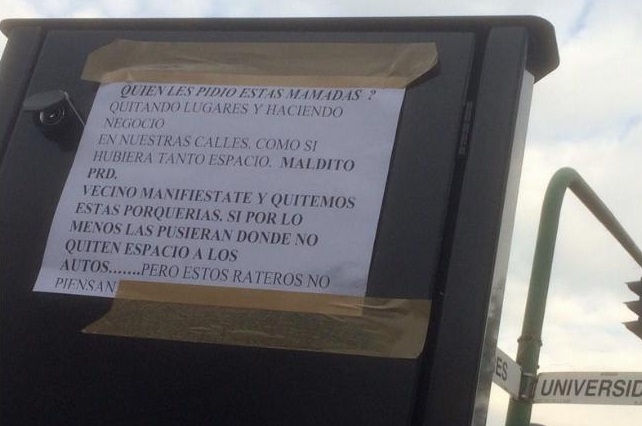 QUIEN LES PIDIO ESTAS MAMADAS ?
QUITANDO LUGARES Y HACIENDO
NEGOCIO
EN NUESTRAS CALLES, COMO SI
HUBIERA TANTO ESPACIO. MALDITO
PRD.
VECINO MANIFIESTATE Y QUITEMOS
ESTAS PORQUERIAS, SI POR LO
MENOS LAS PUSIERAN DONDE NO
QUITEN ESPACIO A LOS
AUTOS.......PERO ESTOS RATEROS NO
PIENSAN
ES
UNIVERSID